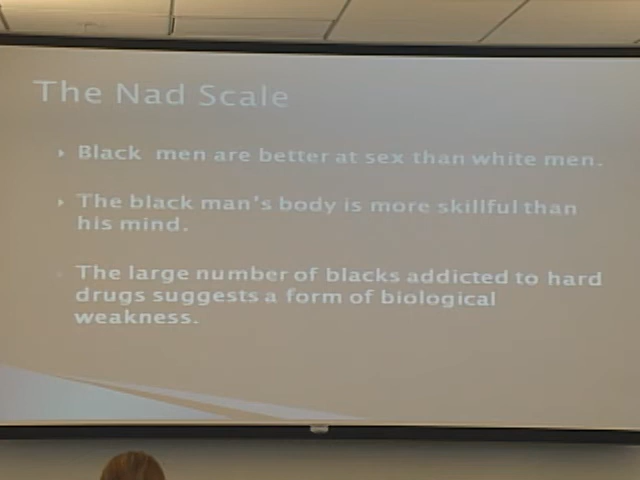 The Nad Scale
Black men are better at sex than white men.
The black man's body is more skillful than
his mind.
The large number of blacks addicted to hard
drugs suggests a form of biological
weakness.